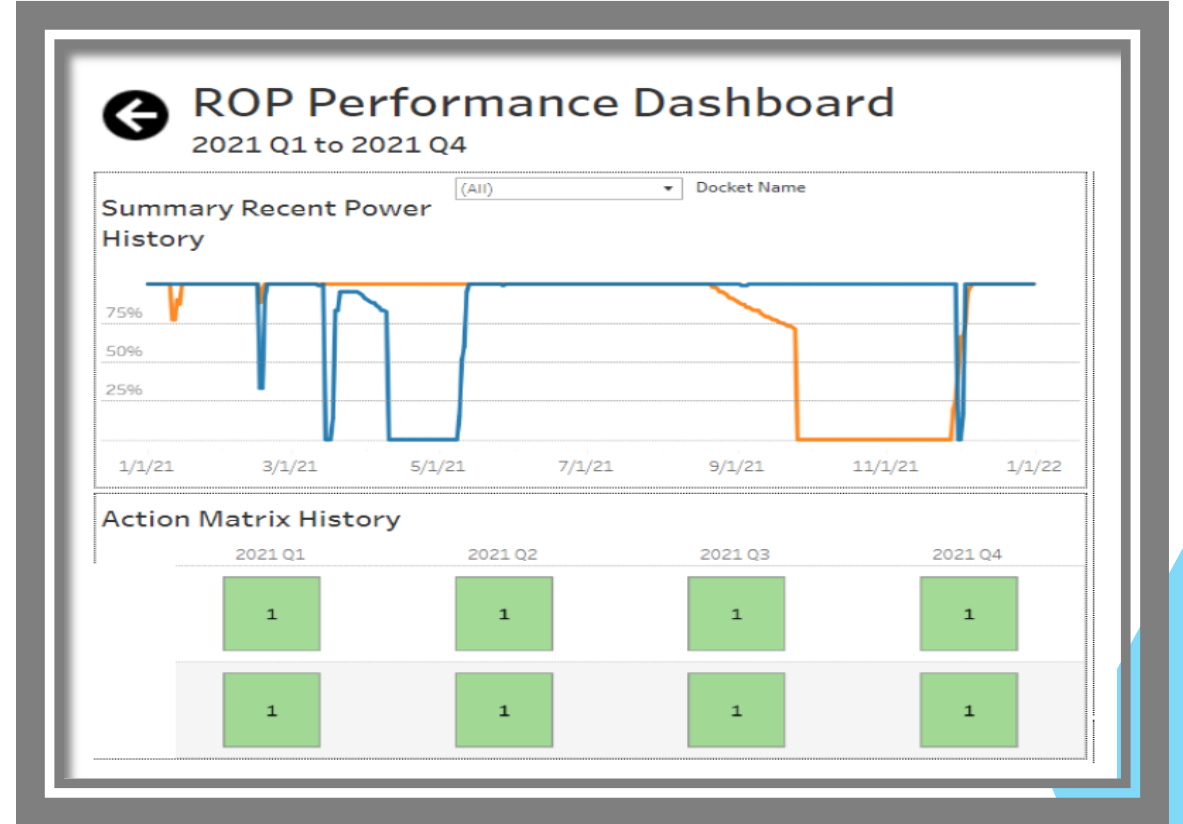 ROP Performance Dashboard
2021 Q1 to 2021 Q4
(All) Docket Name
Summary Recent Power
History
75%
50%
25%
1/1/21 3/1/21 5/1/21 7/1/21 9/1/21 11/1/21 1/1/22
Action Matrix History
2021 Q1 2021 Q2 2021 Q3 2021 Q4
1 1 1 1
1 1 1 1